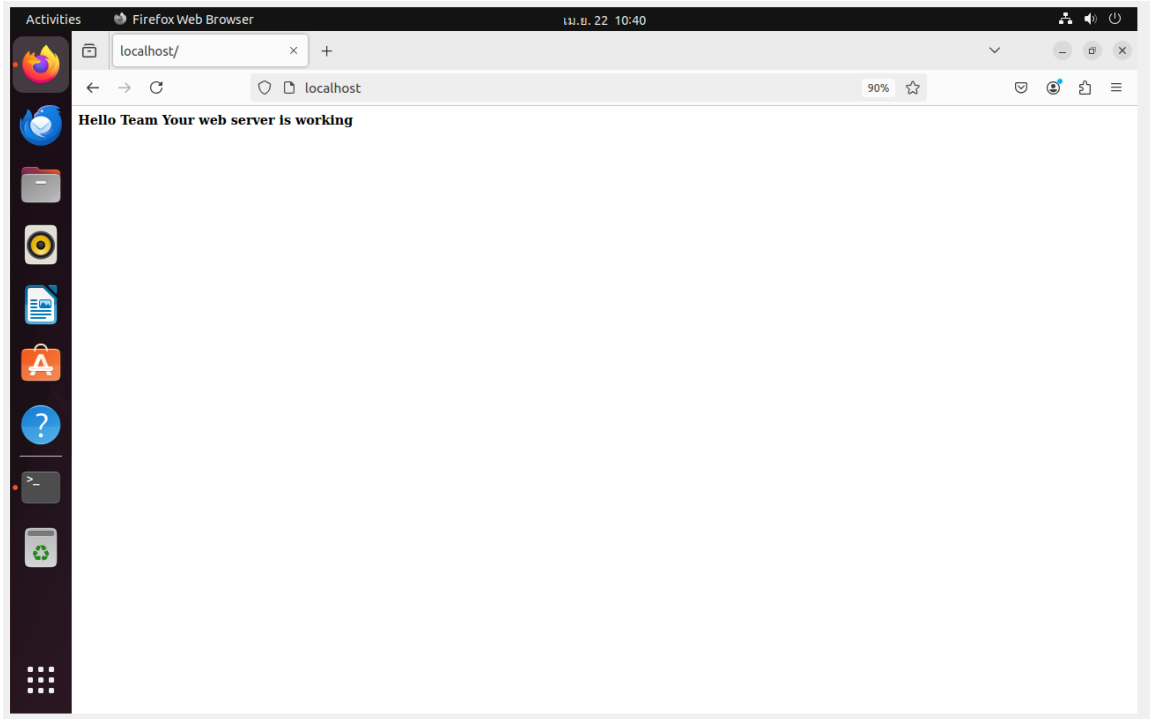 Activities Firefox Web Browser เม.ย. 22 10:40
localhost/
localhost 90%
Hello Team Your web server is working